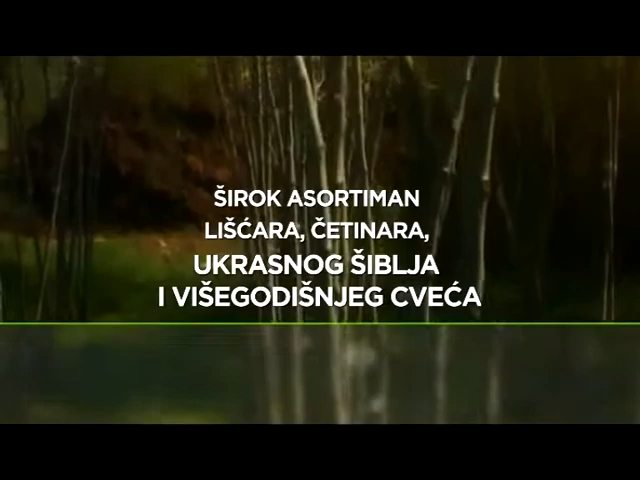 ŠIROK ASORTIMAN
LIŠĆARA, ČETINARA,
UKRASNOG ŠIBLJA
I VIŠEGODIŠNJEG CVEĆA